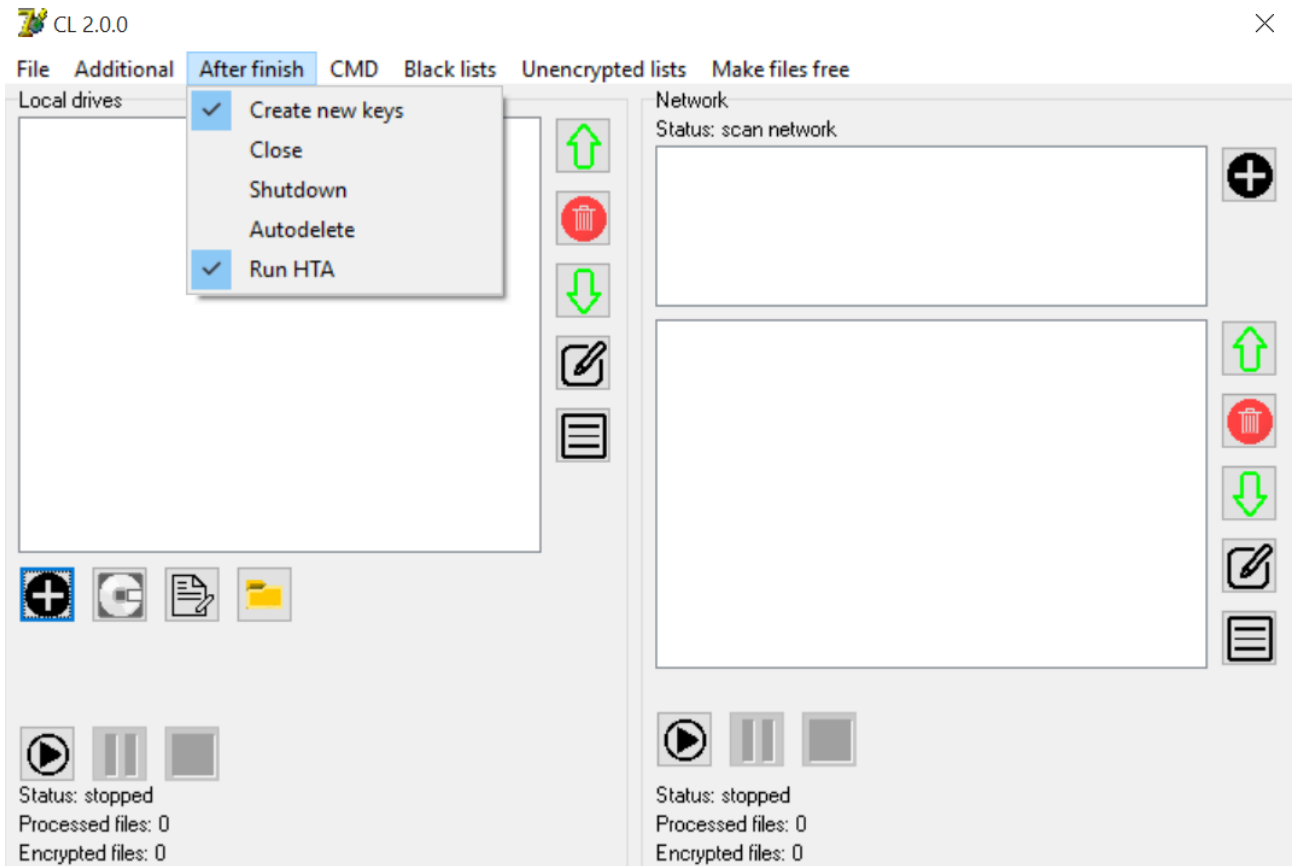 CL 2.0.0
File Additional After finish CMD Black lists Unencrypted lists Make files free
Local drives
Create new keys
Close
Shutdown
Autodelete
Run HTA
Status: stopped
Processed files: 0
Encrypted files: 0
Network
Status: scan network
Status: stopped
Processed files: 0
Encrypted files: 0